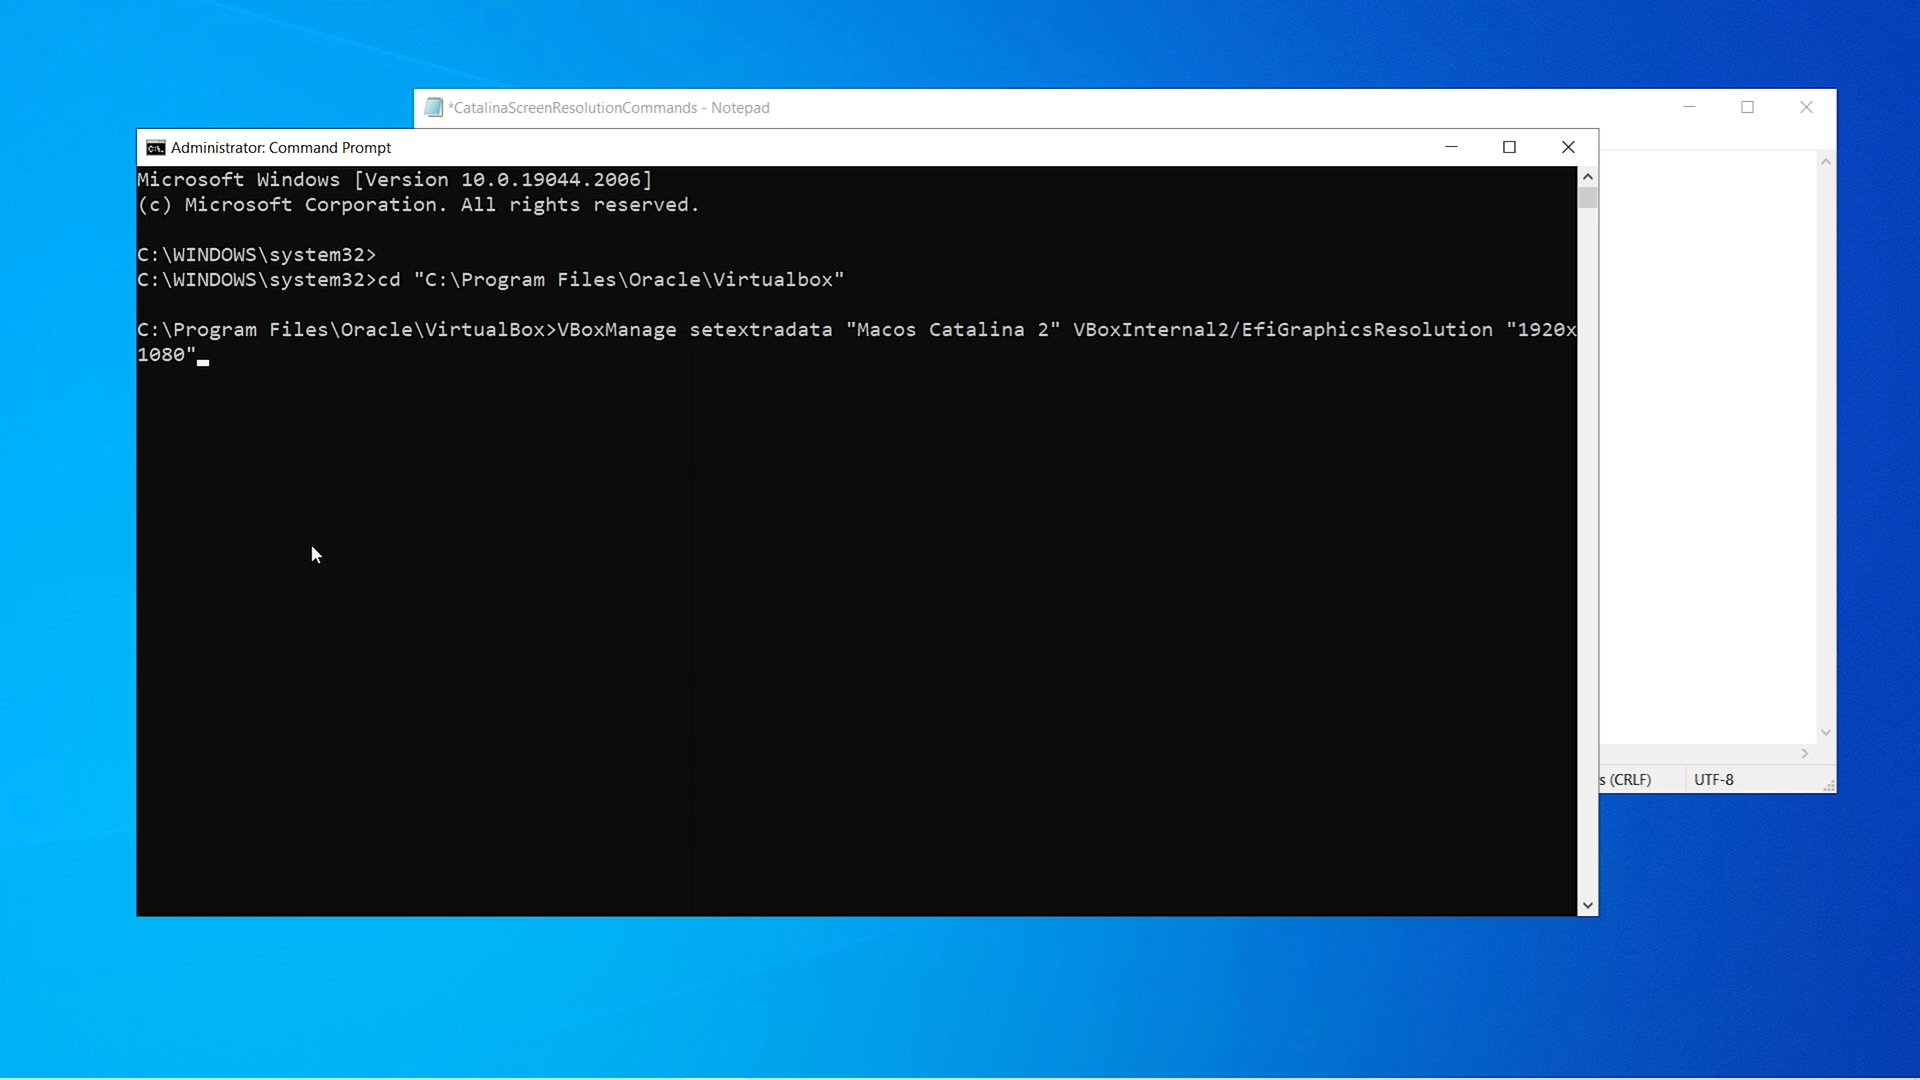 *CatalinaScreenResolutionCommands - Notepad
Administrator: Command Prompt
Microsoft Windows [Version 10.0.19044.2006]
(c) Microsoft Corporation. All rights reserved.
C:\WINDOWS\system32>
C:\WINDOWS\system32>cd "C:\Program Files\Oracle\Virtualbox"
C:\Program Files\Oracle\VirtualBox>VBoxManage setextradata "Macos Catalina 2" VBoxInternal2/EfiGraphicsResolution "1920x
1080"
s (CRLF) UTF-8